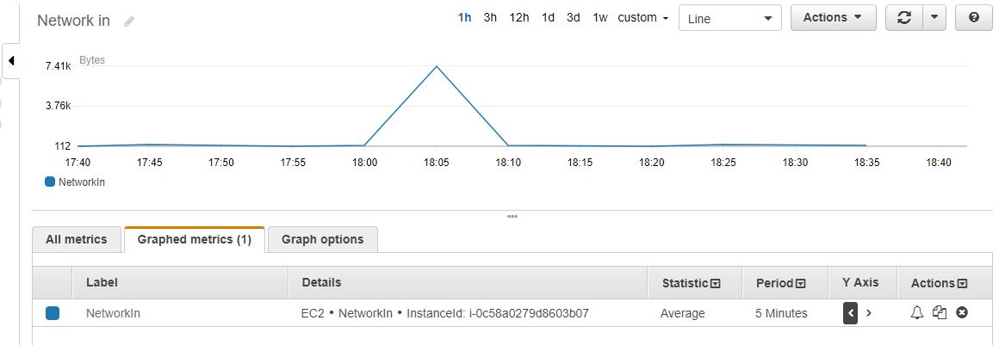 Network in
1h 3h 12h 1d 3d 1w custom
Line
Actions
Bytes
7.41k
3.76k
112
17:40 17:45 17:50 17:55 18:00 18:05 18:10 18:15 18:20 18:25 18:30 18:35 18:40
NetworkIn
All metrics Graphed metrics (1) Graph options
Label Details Statistic Period Y Axis Actions
NetworkIn EC2 • NetworkIn • InstanceId: i-0c58a0279d8603b07 Average 5 Minutes